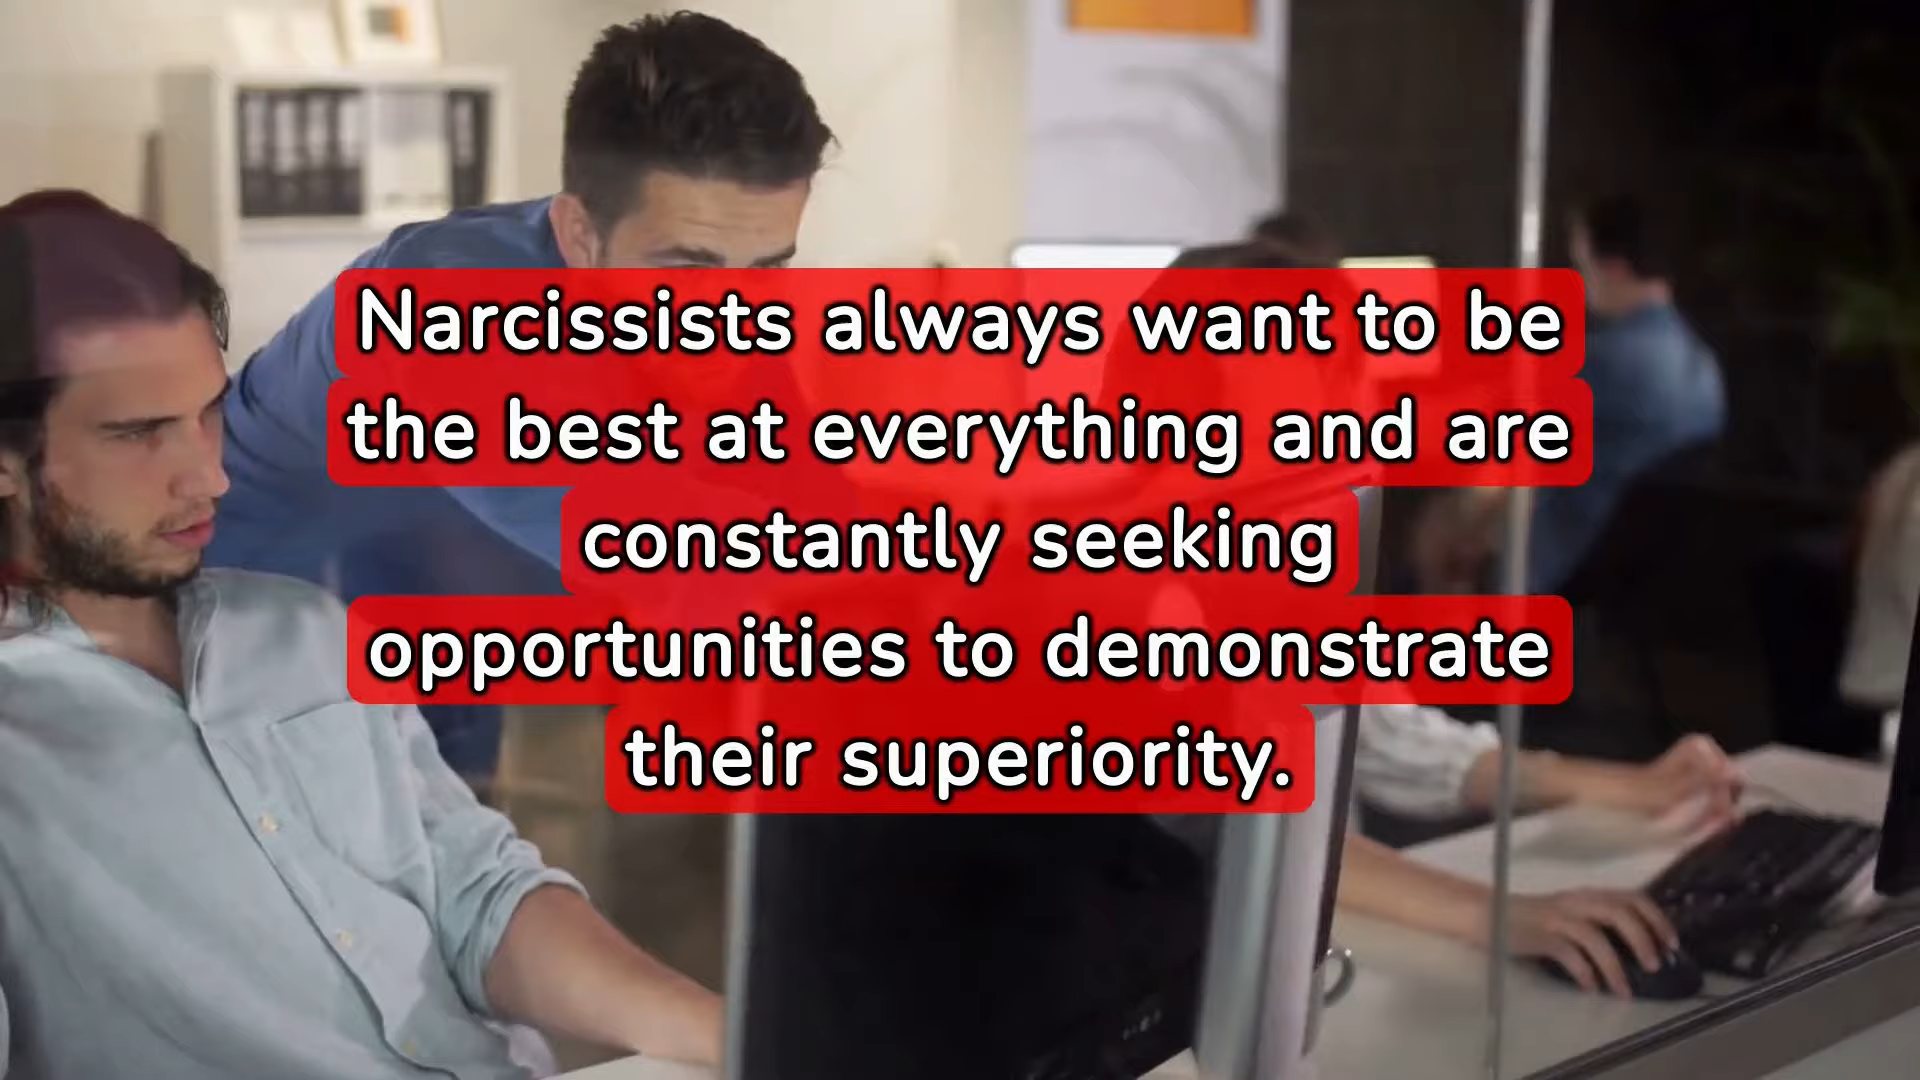 Narcissists always want to be
the best at everything and are
constantly seeking
opportunities to demonstrate
their superiority.